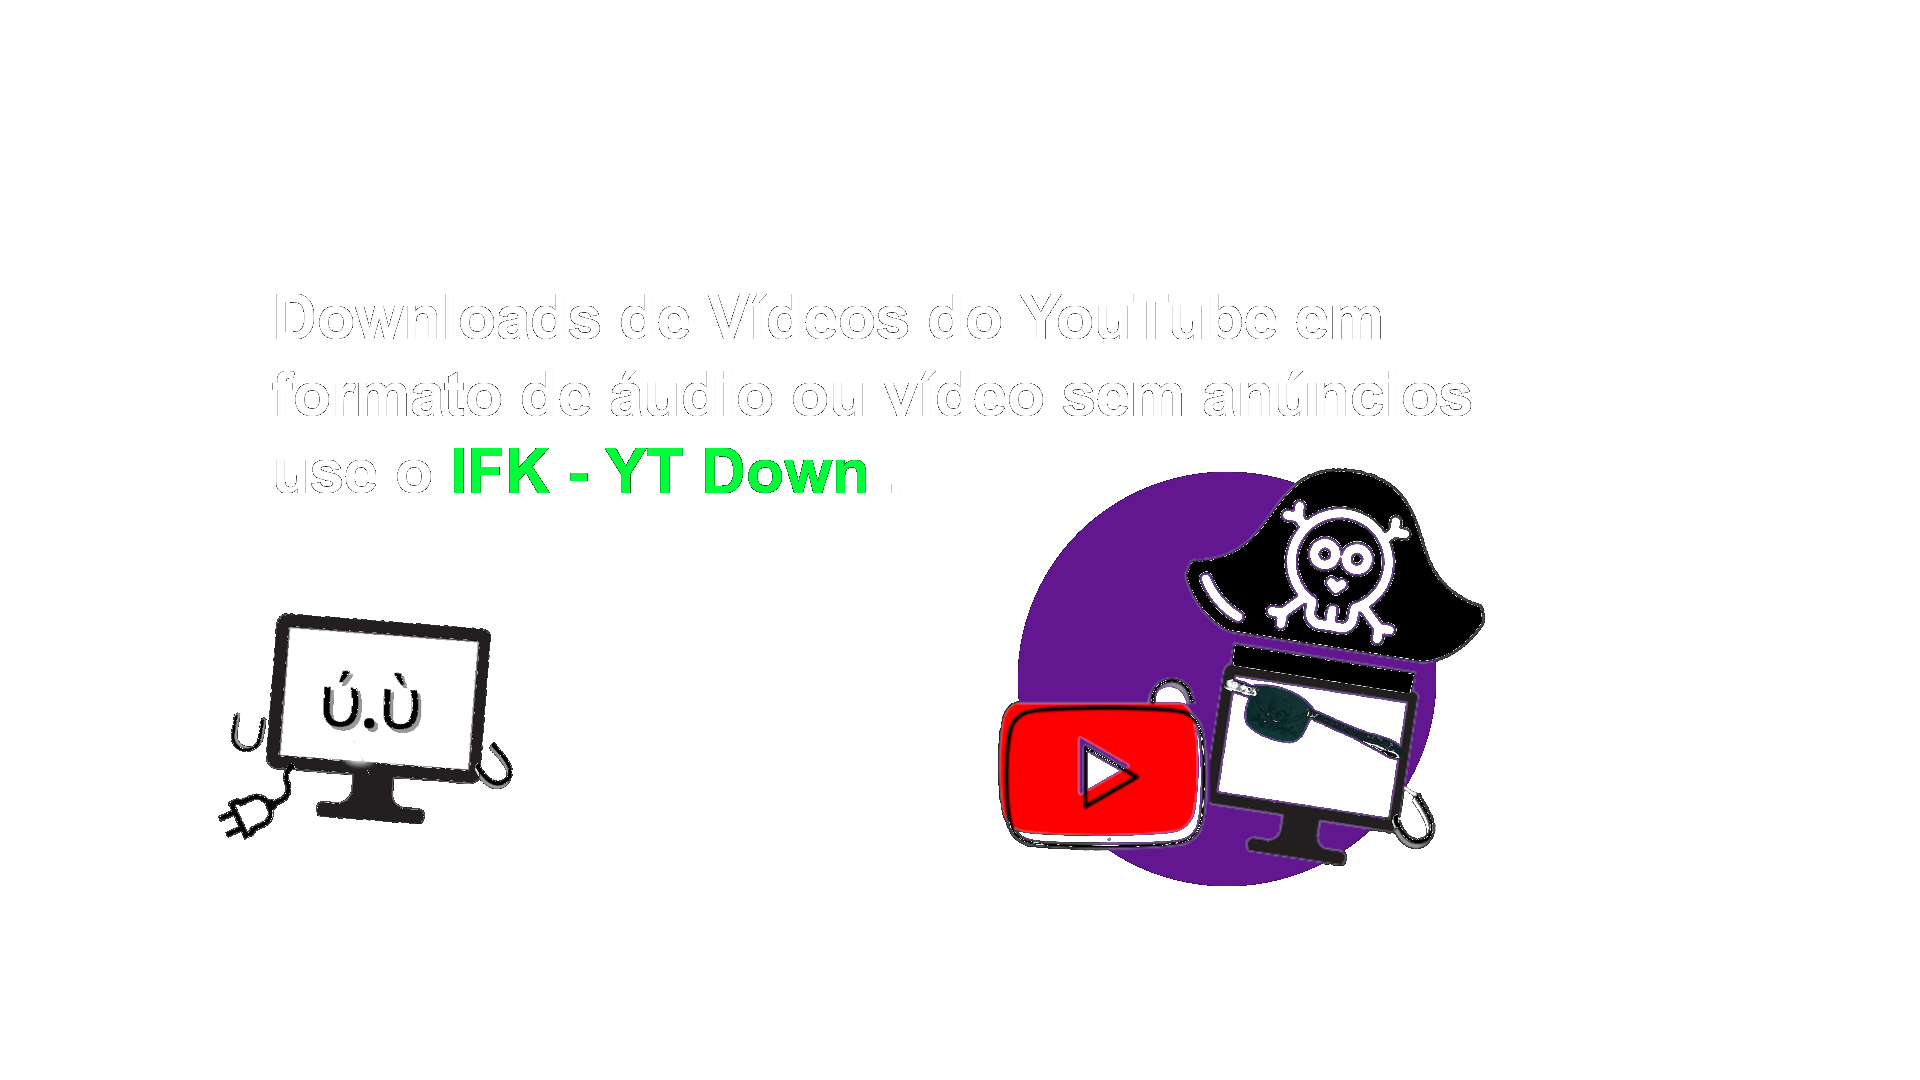 Downloads de Vídeos do YouTube em
formato de áudio ou vídeo sem anúncios
use o IFK - YT Down .
Ú.Ù